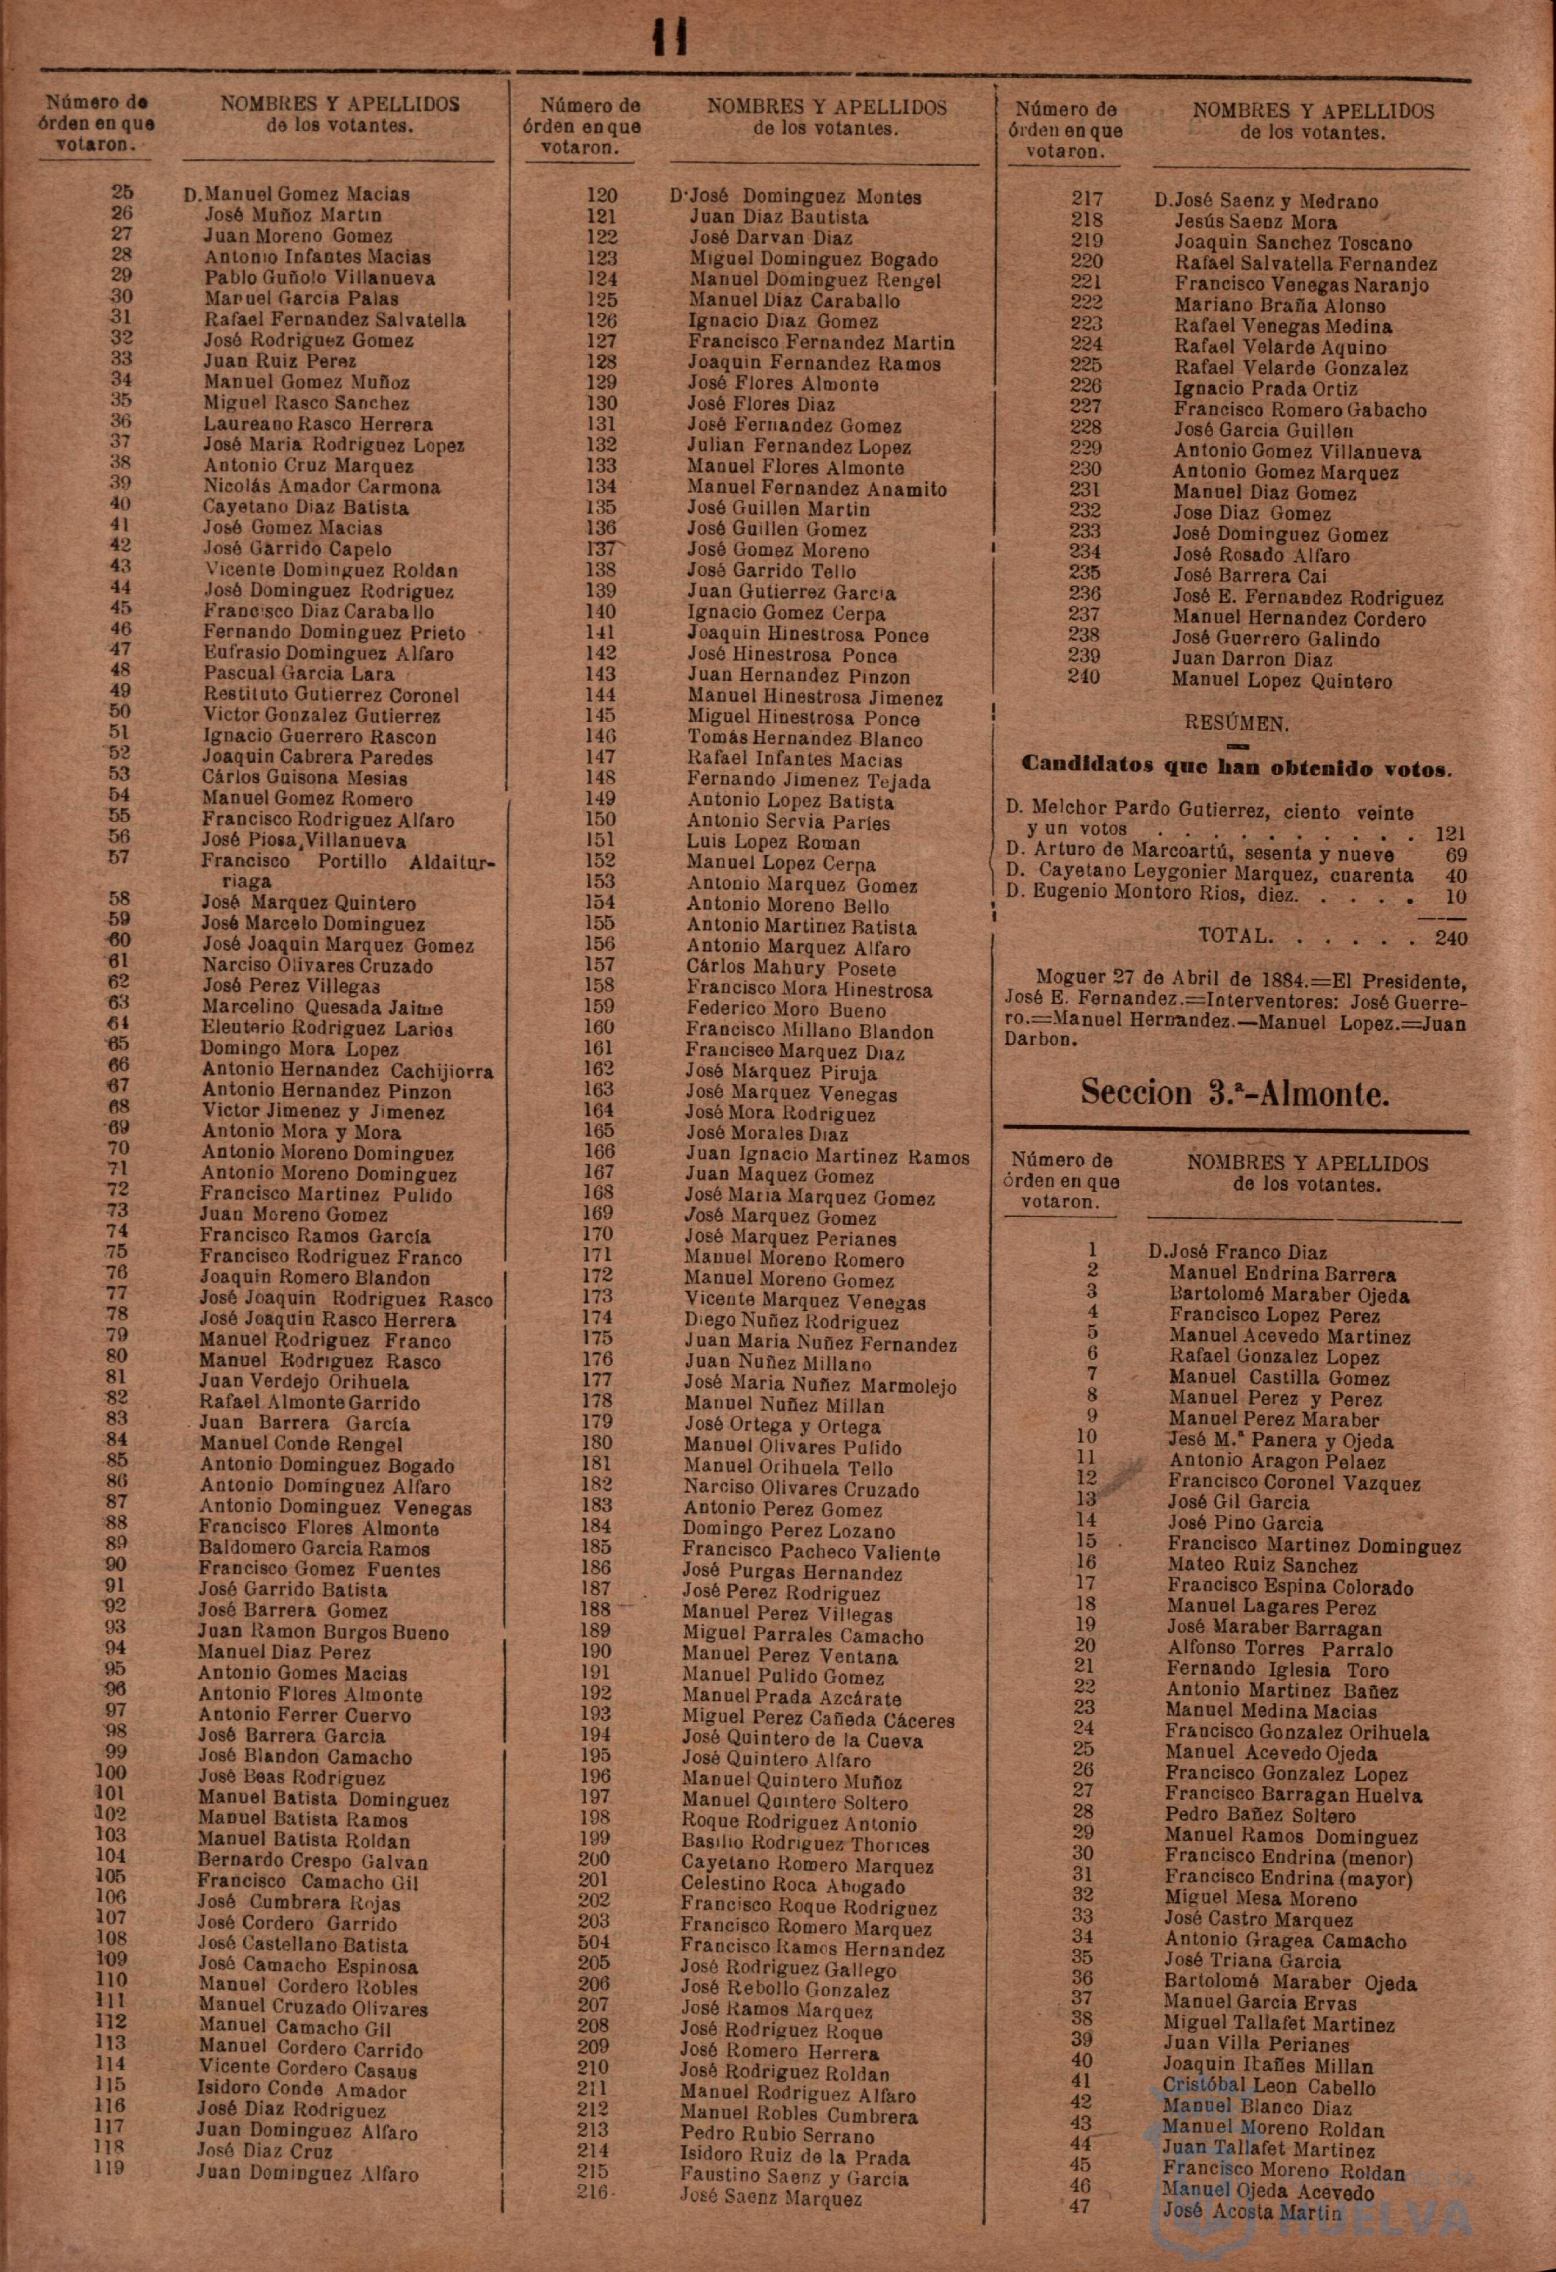 11
Número de
órden en que
votaron.
NOMBRES Y APELLIDOS
de los votantes.
25 D. Manuel Gomez Macias
26 José Muñoz Martin
27 Juan Moreno Gomez
28 Antonio Infantes Macias
29 Pablo Guñolo Villanueva
30 Manuel Garcia Palas
31 Rafael Fernandez Salvatella
32 José Rodriguez Gomez
33 Juan Ruiz Perez
34 Manuel Gomez Muñoz
35 Miguel Rasco Sanchez
36 Laureano Rasco Herrera
37 José Maria Rodriguez Lopez
38 Antonio Cruz Marquez
39 Nicolás Amador Carmona
40 Cayetano Diaz Batista
41 José Gomez Macias
42 José Garrido Capelo
43 Vicente Dominguez Roldan
44 José Dominguez Rodriguez
45 Francisco Diaz Caraballo
46 Fernando Dominguez Prieto
47 Eufrasio Dominguez Alfaro
48 Pascual Garcia Lara
49 Restituto Gutierrez Coronel
50 Victor Gonzalez Gutierrez
51 Ignacio Guerrero Rascon
52 Joaquin Cabrera Paredes
53 Cárlos Guisona Mesias
54 Manuel Gomez Romero
55 Francisco Rodriguez Alfaro
56 José Piosa Villanueva
57 Francisco Portillo Aldaitur-
riaga
58 José Marquez Quintero
59 José Marcelo Dominguez
60 José Joaquin Marquez Gomez
61 Narciso Olivares Cruzado
62 José Perez Villegas
63 Marcelino Quesada Jaime
64 Eleuterio Rodriguez Larios
65 Domingo Mora Lopez
66 Antonio Hernandez Cachijiorra
67 Antonio Hernandez Pinzon
68 Victor Jimenez y Jimenez
69 Antonio Mora y Mora
70 Antonio Moreno Dominguez
71 Antonio Moreno Dominguez
72 Francisco Martinez Pulido
73 Juan Moreno Gomez
74 Francisco Ramos García
75 Francisco Rodriguez Franco
76 Joaquin Romero Blandon
77 José Joaquin Rodriguez Rasco
78 José Joaquin Rasco Herrera
79 Manuel Rodriguez Franco
80 Manuel Rodriguez Rasco
81 Juan Verdejo Orihuela
82 Rafael Almonte Garrido
83 Juan Barrera García
84 Manuel Conde Rengel
85 Antonio Dominguez Bogado
86 Antonio Dominguez Alfaro
87 Antonio Dominguez Venegas
88 Francisco Flores Almonte
89 Baldomero Garcia Ramos
90 Francisco Gomez Fuentes
91 José Garrido Batista
92 José Barrera Gomez
93 Juan Ramon Burgos Bueno
94 Manuel Diaz Perez
95 Antonio Gomes Macias
96 Antonio Flores Almonte
97 Antonio Ferrer Cuervo
98 José Barrera Garcia
99 José Blandon Camacho
100 José Beas Rodriguez
101 Manuel Batista Dominguez
102 Manuel Batista Ramos
103 Manuel Batista Roldan
104 Bernardo Crespo Galvan
105 Francisco Camacho Gil
106 José Cumbrera Rojas
107 José Cordero Garrido
108 José Castellano Batista
109 José Camacho Espinosa
110 Manuel Cordero Robles
111 Manuel Cruzado Olivares
112 Manuel Camacho Gil
113 Manuel Cordero Carrido
114 Vicente Cordero Casaus
115 Isidoro Conde Amador
116 José Diaz Rodriguez
117 Juan Dominguez Alfaro
118 José Diaz Cruz
119 Juan Dominguez Alfaro
Número de
órden en que
votaron.
NOMBRES Y APELLIDOS
de los votantes.
120 D. José Dominguez Montes
121 Juan Diaz Bautista
122 José Darvan Diaz
123 Miguel Dominguez Bogado
124 Manuel Dominguez Rengel
125 Manuel Diaz Caraballo
126 Ignacio Diaz Gomez
127 Francisco Fernandez Martin
128 Joaquin Fernandez Ramos
129 José Flores Almonte
130 José Flores Diaz
131 José Fernandez Gomez
132 Julian Fernandez Lopez
133 Manuel Flores Almonte
134 Manuel Fernandez Anamito
135 José Guillen Martin
136 José Guillen Gomez
137 José Gomez Moreno
138 José Garrido Tello
139 Juan Gutierrez Garcia
140 Ignacio Gomez Cerpa
141 Joaquin Hinestrosa Ponce
142 José Hinestrosa Ponce
143 Juan Hernandez Pinzon
144 Manuel Hinestrosa Jimenez
145 Miguel Hinestrosa Ponce
146 Tomás Hernandez Blanco
147 Rafael Infantes Macias
148 Fernando Jimenez Tejada
149 Antonio Lopez Batista
150 Antonio Servia Paries
151 Luis Lopez Roman
152 Manuel Lopez Cerpa
153 Antonio Marquez Gomez
154 Antonio Moreno Bello
155 Antonio Martinez Batista
156 Antonio Marquez Alfaro
157 Cárlos Mahury Posete
158 Francisco Mora Hinestrosa
159 Federico Moro Bueno
160 Francisco Millano Blandon
161 Francisco Marquez Diaz
162 José Marquez Piruja
163 José Marquez Venegas
164 José Mora Rodriguez
165 José Morales Diaz
166 Juan Ignacio Martinez Ramos
167 Juan Maquez Gomez
168 José Maria Marquez Gomez
169 José Marquez Gomez
170 José Marquez Perianes
171 Manuel Moreno Romero
172 Manuel Moreno Gomez
173 Vicente Marquez Venegas
174 Diego Nuñez Rodriguez
175 Juan Maria Nuñez Fernandez
176 Juan Nuñez Millano
177 José Maria Nuñez Marmolejo
178 Manuel Nuñez Millan
179 José Ortega y Ortega
180 Manuel Olivares Pulido
181 Manuel Orihuela Tello
182 Narciso Olivares Cruzado
183 Antonio Perez Gomez
184 Domingo Perez Lozano
185 Francisco Pacheco Valiente
186 José Purgas Hernandez
187 José Perez Rodriguez
188 Manuel Perez Villegas
189 Miguel Parrales Camacho
190 Manuel Perez Ventana
191 Manuel Pulido Gomez
192 Manuel Prada Azcárate
193 Miguel Perez Cañeda Cáceres
194 José Quintero de la Cueva
195 José Quintero Alfaro
196 Manuel Quintero Muñoz
197 Manuel Quintero Soltero
198 Roque Rodriguez Antonio
199 Basilio Rodriguez Thorices
200 Cayetano Romero Marquez
201 Celestino Roca Abogado
202 Francisco Roque Rodriguez
203 Francisco Romero Marquez
504 Francisco Ramos Hernandez
205 José Rodriguez Gallego
206 José Rebollo Gonzalez
207 José Ramos Marquez
208 José Rodriguez Roque
209 José Romero Herrera
210 José Rodriguez Roldan
211 Manuel Rodriguez Alfaro
212 Manuel Robles Cumbrera
213 Pedro Rubio Serrano
214 Isidoro Ruiz de la Prada
215 Faustino Saenz y Garcia
216 José Saenz Marquez
Número de
órden en que
votaron.
NOMBRES Y APELLIDOS
de los votantes.
217 D. José Saenz y Medrano
218 Jesús Saenz Mora
219 Joaquin Sanchez Toscano
220 Rafael Salvatella Fernandez
221 Francisco Venegas Naranjo
222 Mariano Braña Alonso
223 Rafael Venegas Medina
224 Rafael Velarde Aquino
225 Rafael Velarde Gonzalez
226 Ignacio Prada Ortiz
227 Francisco Romero Gabacho
228 José Garcia Guillen
229 Antonio Gomez Villanueva
230 Antonio Gomez Marquez
231 Manuel Diaz Gomez
232 Jose Diaz Gomez
233 José Dominguez Gomez
234 José Rosado Alfaro
235 José Barrera Cai
236 José E. Fernandez Rodriguez
237 Manuel Hernandez Cordero
238 José Guerrero Galindo
239 Juan Darron Diaz
240 Manuel Lopez Quintero
RESÚMEN.
Candidatos que han obtenido votos.
D. Melchor Pardo Gutierrez, ciento veinte
y un votos . . . . . . . . . . 121
D. Arturo de Marcoartú, sesenta y nueve 69
D. Cayetano Leygonier Marquez, cuarenta 40
D. Eugenio Montoro Rios, diez. . . . . 10
TOTAL. . . . . . 240
Moguer 27 de Abril de 1884.=El Presidente,
José E. Fernandez.=Interventores: José Guerre-
ro.=Manuel Hernandez.—Manuel Lopez.=Juan
Darbon.
Seccion 3.ª-Almonte.
Número de
órden en que
votaron.
NOMBRES Y APELLIDOS
de los votantes.
1 D. José Franco Diaz
2 Manuel Endrina Barrera
3 Bartolomé Maraber Ojeda
4 Francisco Lopez Perez
5 Manuel Acevedo Martinez
6 Rafael Gonzalez Lopez
7 Manuel Castilla Gomez
8 Manuel Perez y Perez
9 Manuel Perez Maraber
10 Jesé M.ª Panera y Ojeda
11 Antonio Aragon Pelaez
12 Francisco Coronel Vazquez
13 José Gil Garcia
14 José Pino Garcia
15 Francisco Martinez Dominguez
16 Mateo Ruiz Sanchez
17 Francisco Espina Colorado
18 Manuel Lagares Perez
19 José Maraber Barragan
20 Alfonso Torres Parralo
21 Fernando Iglesia Toro
22 Antonio Martinez Bañez
23 Manuel Medina Macias
24 Francisco Gonzalez Orihuela
25 Manuel Acevedo Ojeda
26 Francisco Gonzalez Lopez
27 Francisco Barragan Huelva
28 Pedro Bañez Soltero
29 Manuel Ramos Dominguez
30 Francisco Endrina (menor)
31 Francisco Endrina (mayor)
32 Miguel Mesa Moreno
33 José Castro Marquez
34 Antonio Gragea Camacho
35 José Triana Garcia
36 Bartolomé Maraber Ojeda
37 Manuel Garcia Ervas
38 Miguel Tallafet Martinez
39 Juan Villa Perianes
40 Joaquin Itañes Millan
41 Cristóbal Leon Cabello
42 Manuel Blanco Diaz
43 Manuel Moreno Roldan
44 Juan Tallafet Martinez
45 Francisco Moreno Roldan
46 Manuel Ojeda Acevedo
47 José Acosta Martin
HUELVA